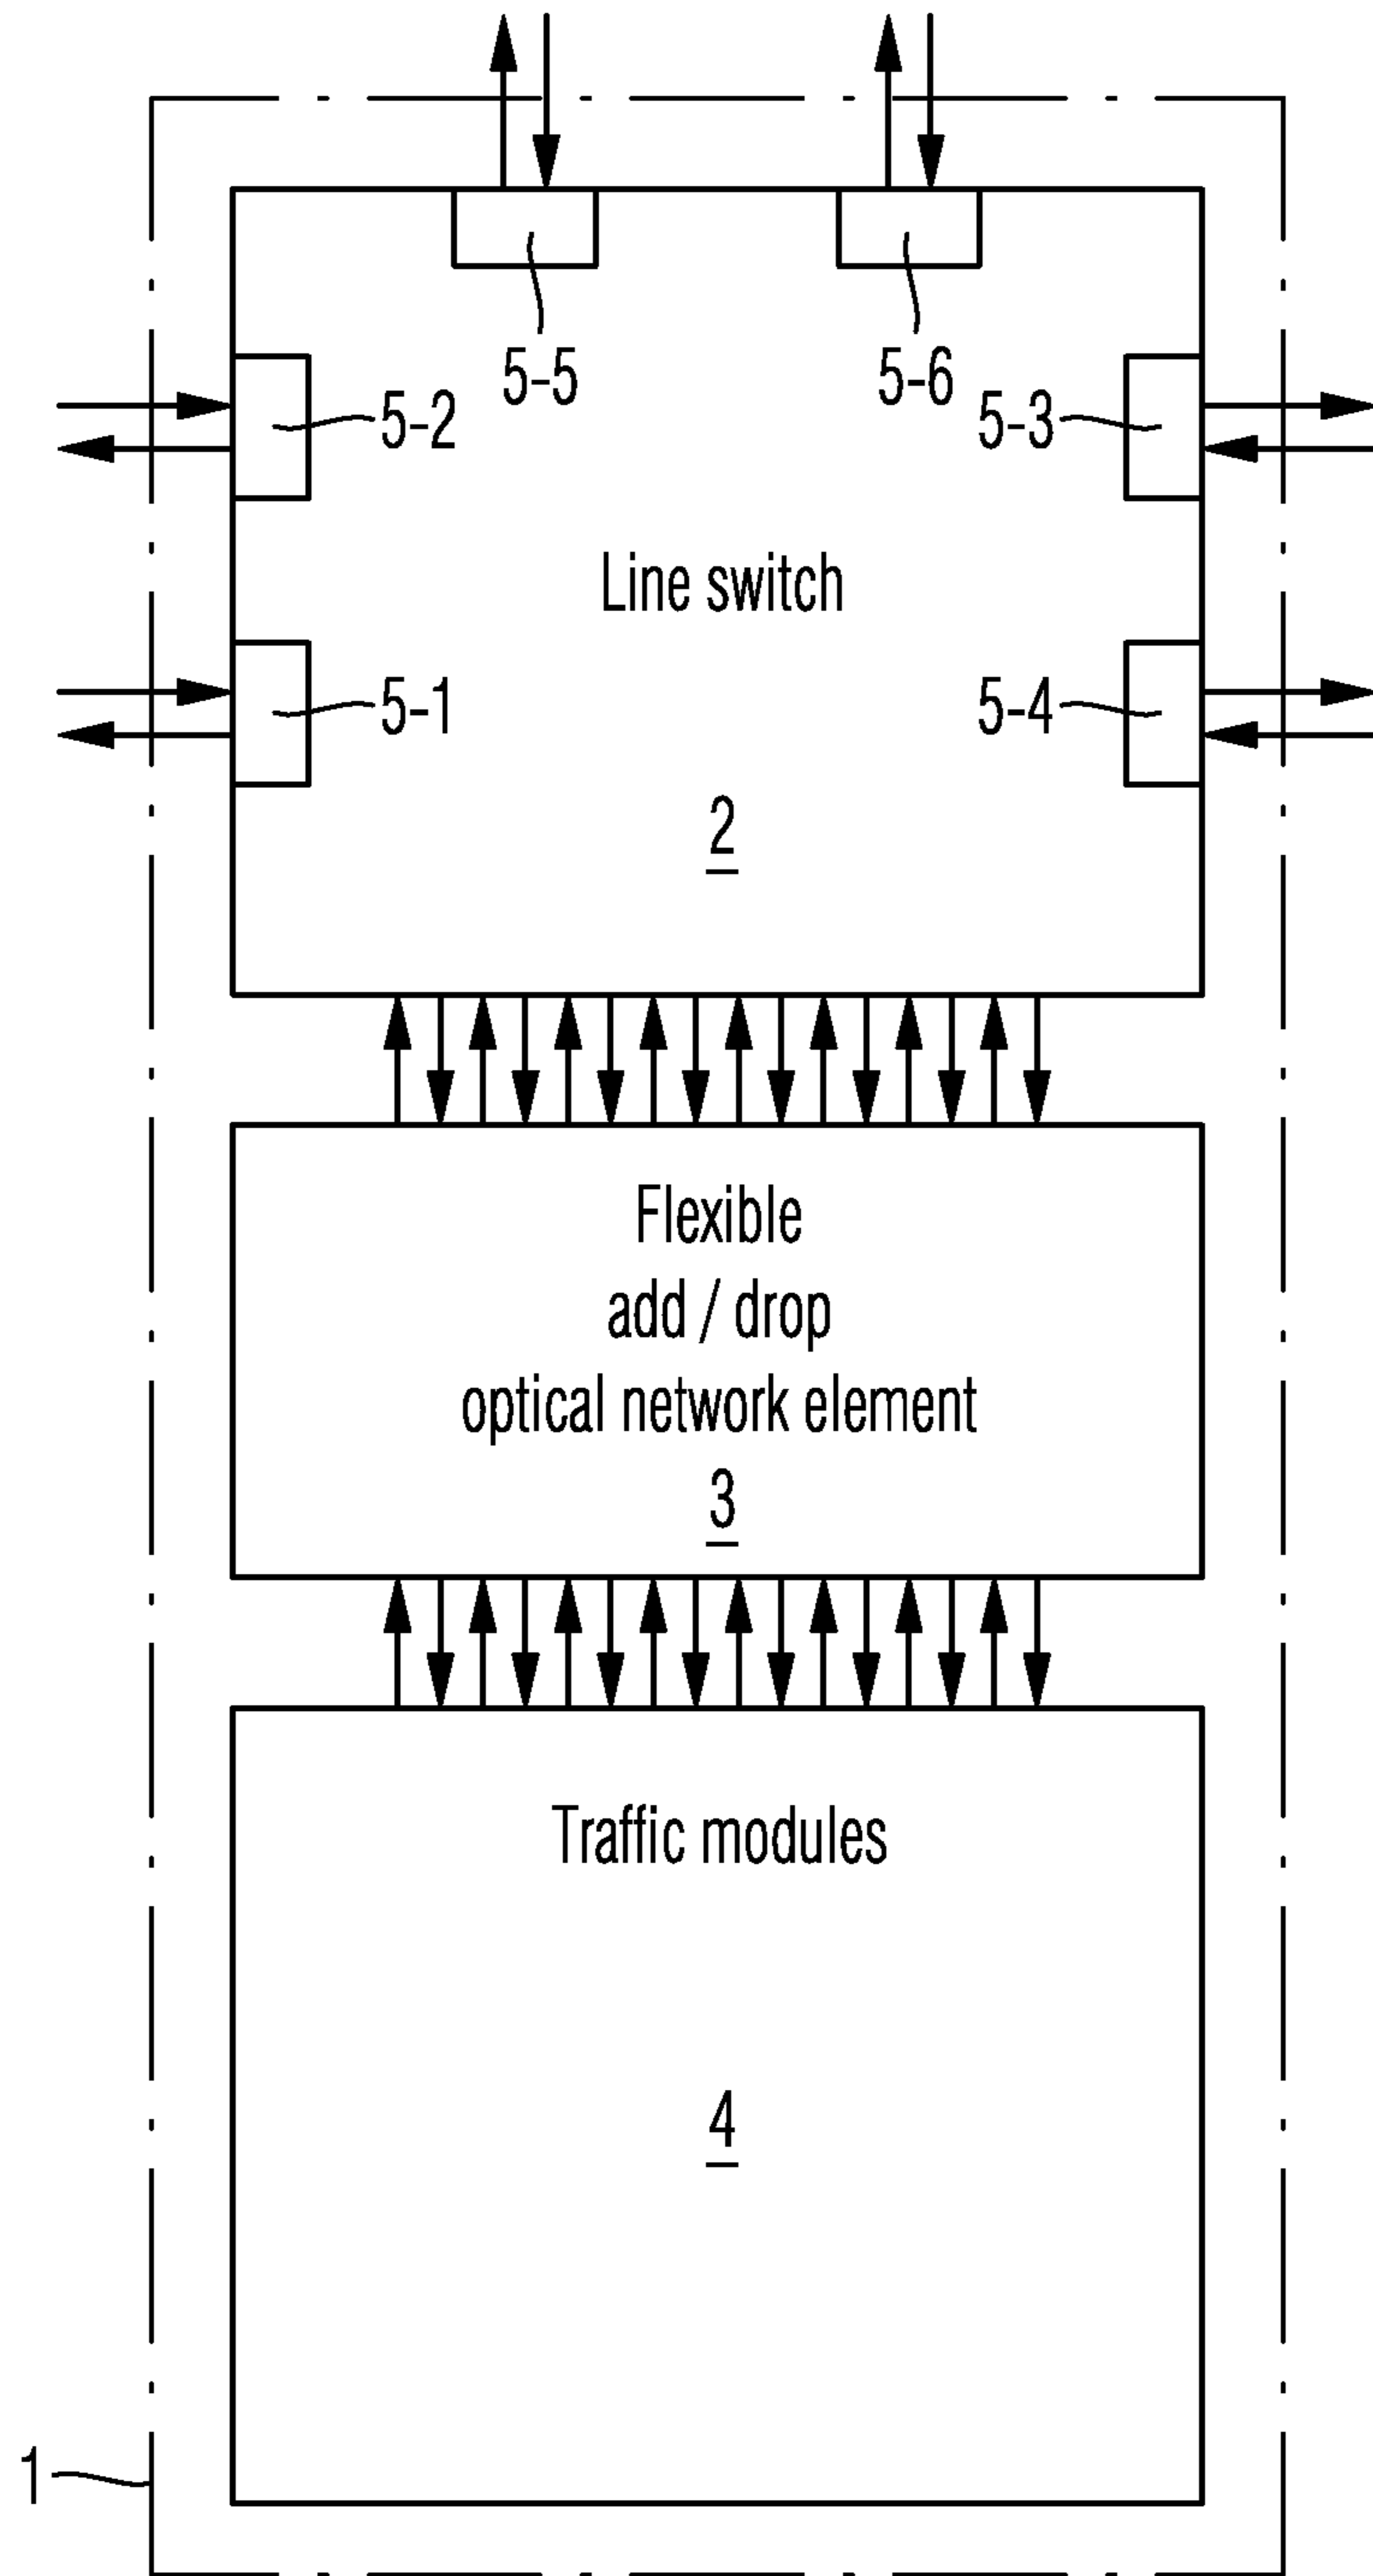 5-5
5-6
5-2
5-3
Line switch
5-1
5-4
2
Flexible
add / drop
optical network element
3
Traffic modules
4
1